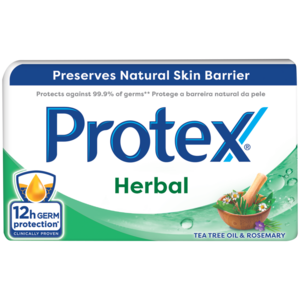 Preserves Natural Skin Barrier
Protects against 99.9% of germs** Protege a barreira natural da pele
Protex®
Herbal
12h GERM
protection*
CLINICALLY PROVEN
TEA TREE OIL & ROSEMARY